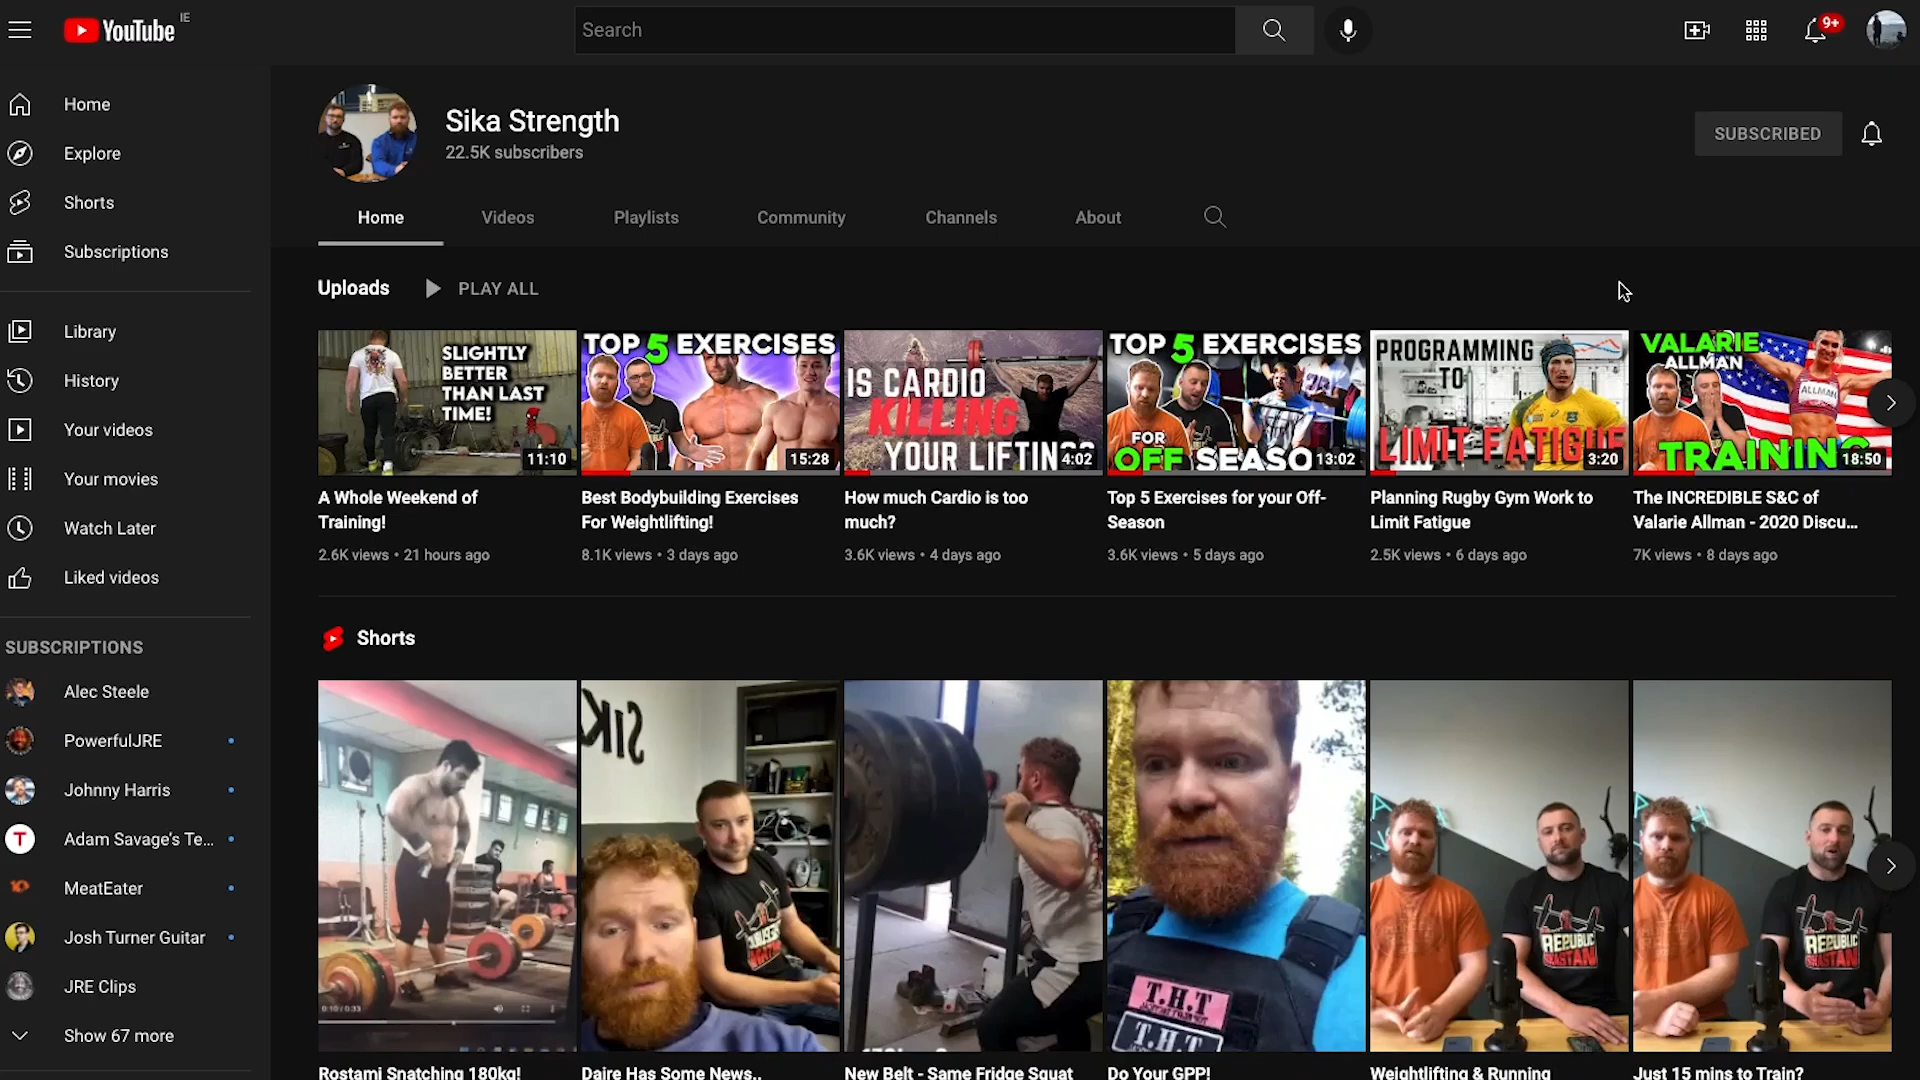 YouTube IE
Search
9+
Home
Explore
Shorts
Subscriptions
Library
History
Your videos
Your movies
Watch Later
Liked videos
SUBSCRIPTIONS
Alec Steele
PowerfulJRE
Johnny Harris
Adam Savage's Te...
MeatEater
Josh Turner Guitar
JRE Clips
Show 67 more
Sika Strength
22.5K subscribers
SUBSCRIBED
Home Videos Playlists Community Channels About
Uploads PLAY ALL
SLIGHTLY
BETTER
THAN LAST
TIME!
11:10
A Whole Weekend of
Training!
2.6K views • 21 hours ago
TOP 5 EXERCISES
15:28
Best Bodybuilding Exercises
For Weightlifting!
8.1K views • 3 days ago
IS CARDIO
KILLING
YOUR LIFTING
4:02
How much Cardio is too
much?
3.6K views • 4 days ago
TOP 5 EXERCISES
FOR
OFF SEASO
13:02
Top 5 Exercises for your Off-
Season
3.6K views • 5 days ago
PROGRAMMING
TO
LIMIT FATIGUE
3:20
Planning Rugby Gym Work to
Limit Fatigue
2.5K views • 6 days ago
VALARIE
ALLMAN
ALLMAN
TRAINING
18:50
The INCREDIBLE S&C of
Valarie Allman - 2020 Discu...
7K views • 8 days ago
Shorts
0:10 / 0:33
Rostami Snatching 180kg!
SIK
Daire Has Some News..
New Belt - Same Fridge Squat
T.H.T
T.H.T
Do Your GPP!
REPUBLIC
Weightlifting & Running
REPUBLIC
Just 15 mins to Train?